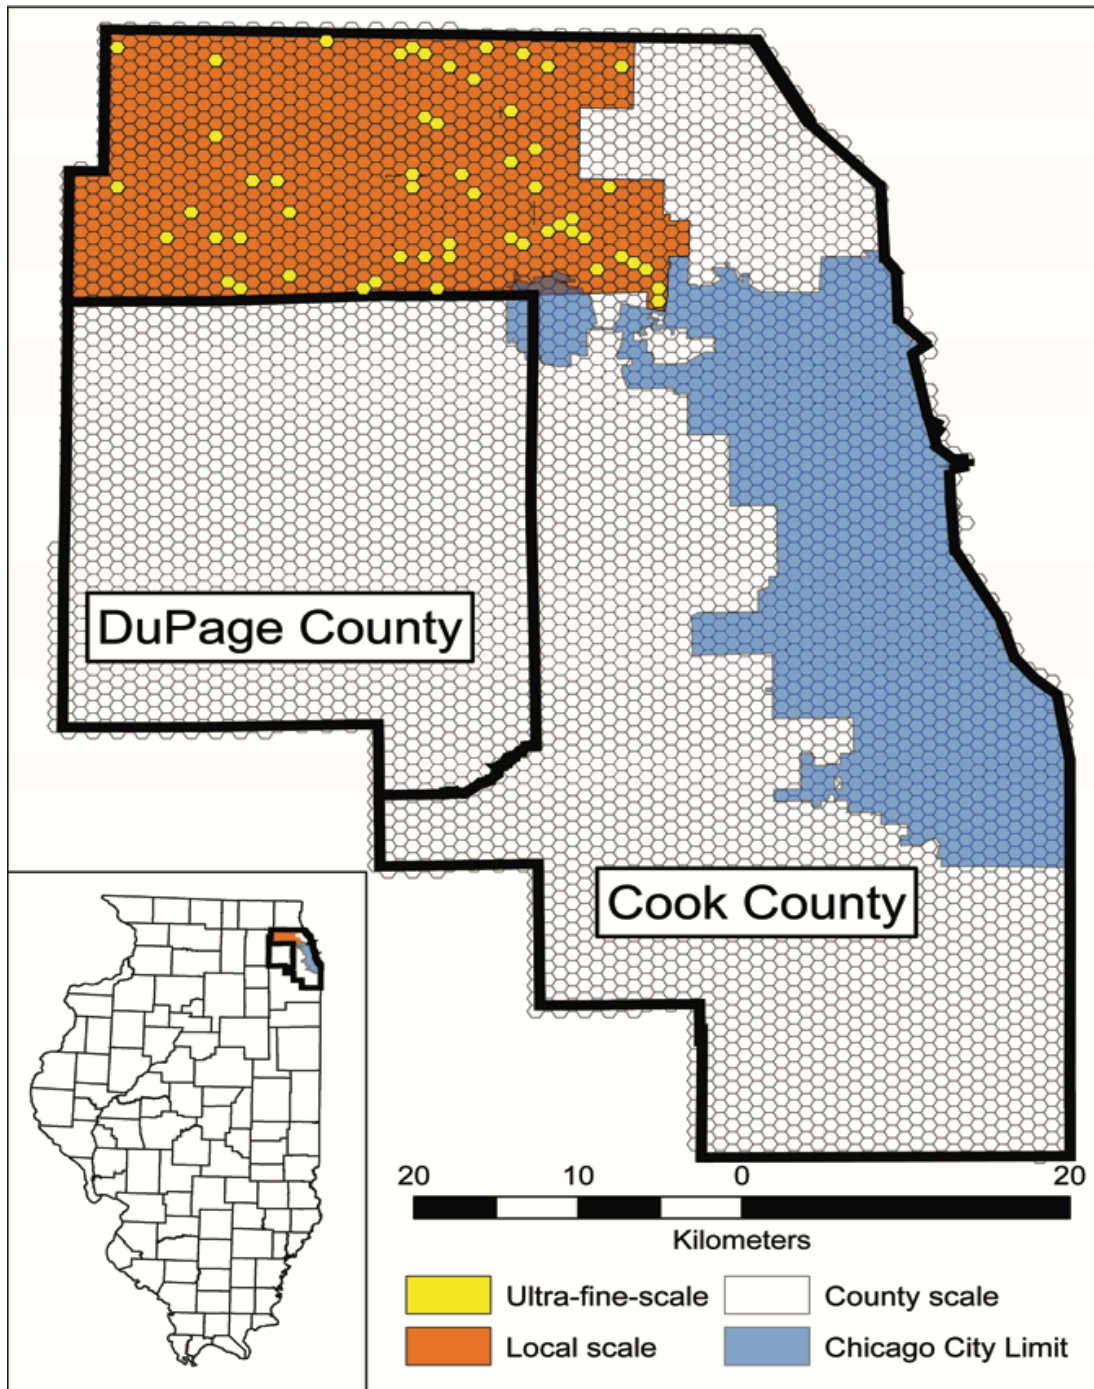 DuPage County
Cook County
20 10 0 20
Kilometers
Ultra-fine-scale
County scale
Local scale
Chicago City Limit